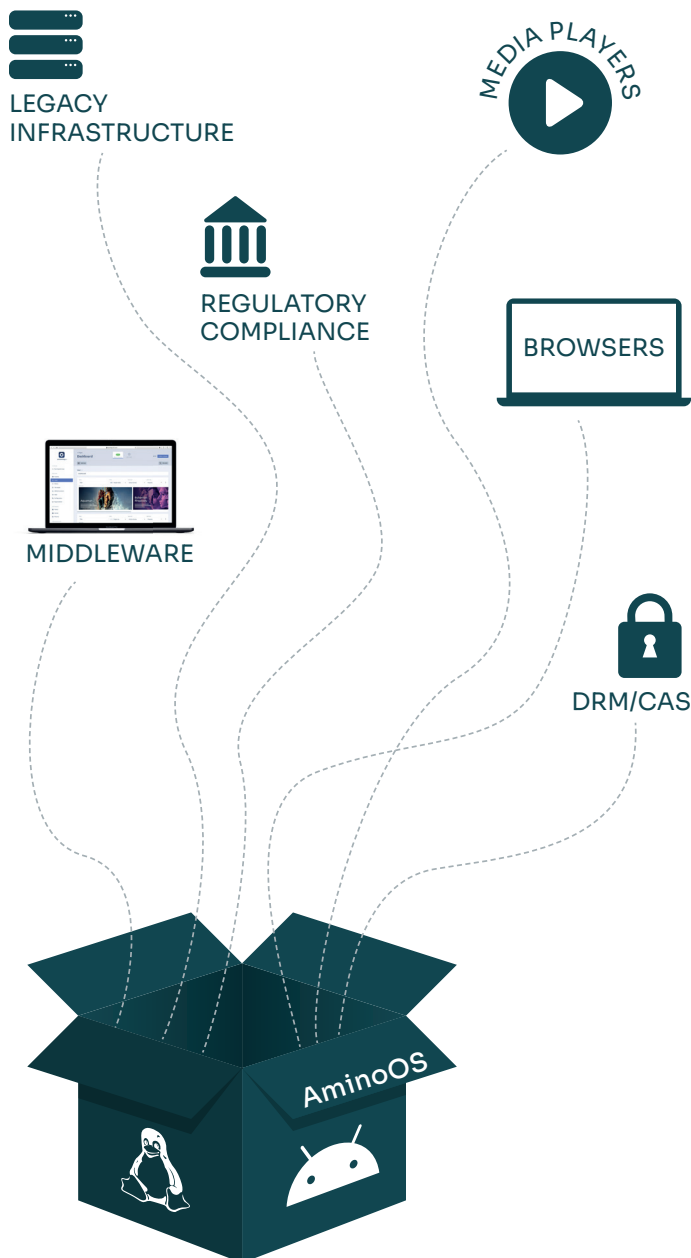 MEDIA PLAYERS
LEGACY
INFRASTRUCTURE
REGULATORY
COMPLIANCE
BROWSERS
MIDDLEWARE
DRM/CAS
AminoOS